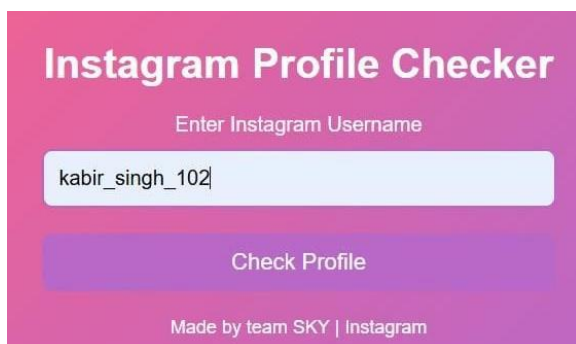 Instagram Profile Checker
Enter Instagram Username
kabir_singh_102
Check Profile
Made by team SKY | Instagram